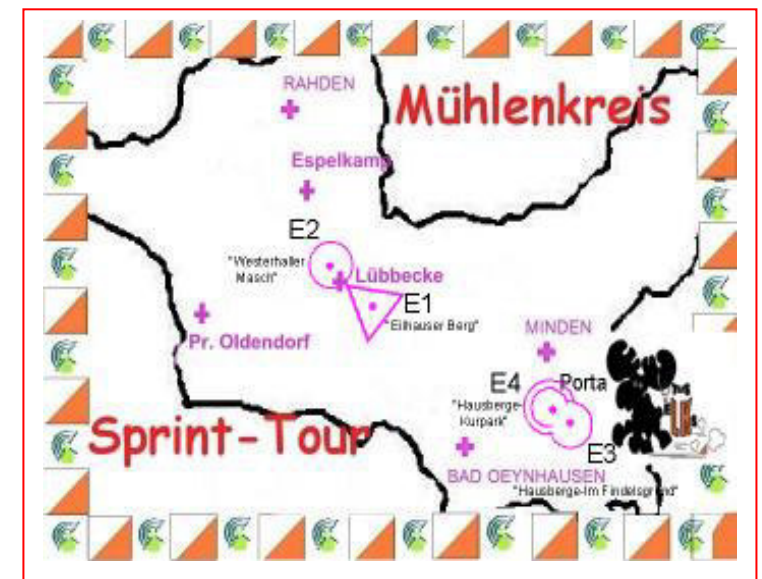 RAHDEN
Mühlenkreis
Espelkamp
E2
"Westerhaller
Masch"
Lübbecke
E1
"Eilhauser Berg"
Pr. Oldendorf
MINDEN
E4
Porta
"Hausberge-
Kurpark"
Sprint-Tour
E3
BAD OEYNHAUSEN
"Hausberge-Im Findelsgrund"